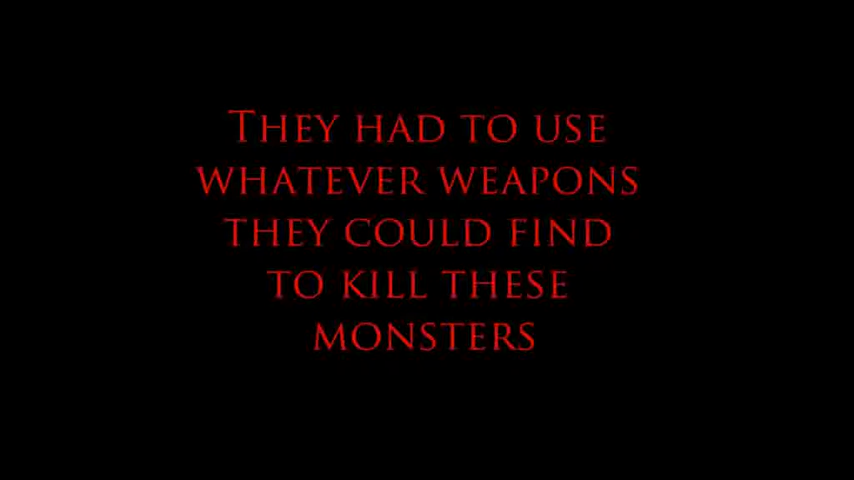 They had to use
whatever weapons
they could find
to kill these
monsters